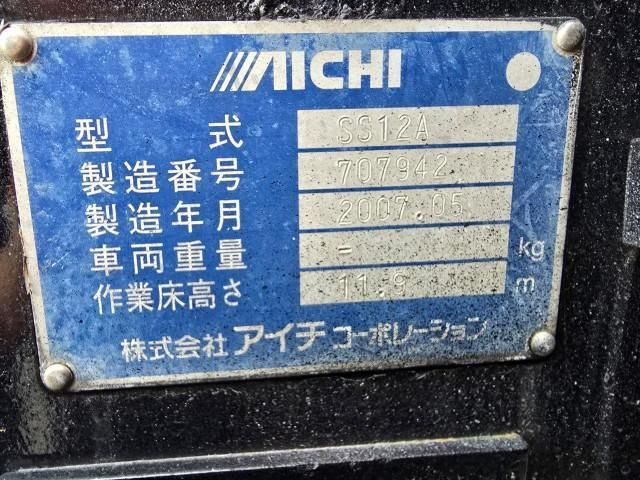 AICHI
型式 SS12A
製造番号 707942
製造年月 2007.05
車両重量 - kg
作業床高さ 11.9 m
株式会社 アイチ コーポレーション